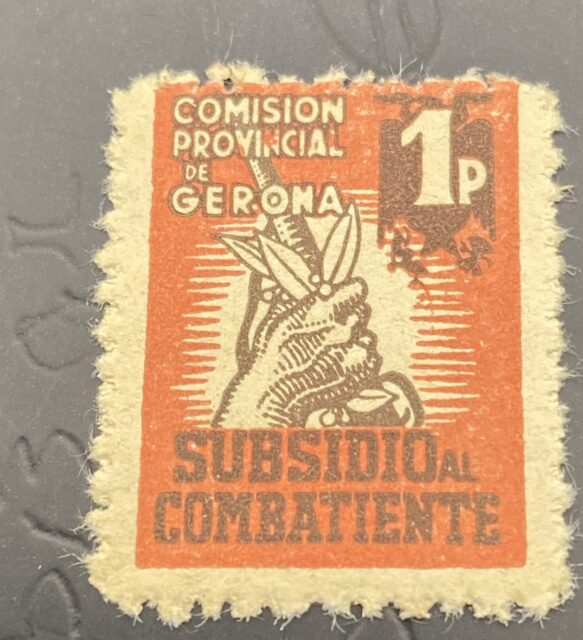 COMISION
PROVINCIAL
DE
GERONA
1P
SUBSIDIO AL
COMBATIENTE